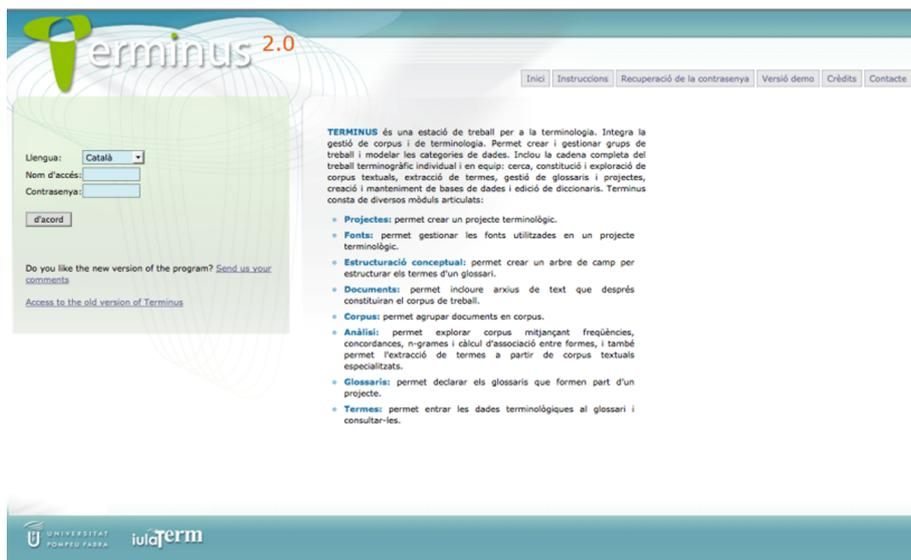 Terminus 2.0
Inici Instruccions Recuperació de la contrasenya Versió demo Crèdits Contacte
Llengua: Català
Nom d'accés:
Contrasenya:
d'acord
Do you like the new version of the program? Send us your
comments
Access to the old version of Terminus
TERMINUS és una estació de treball per a la terminologia. Integra la
gestió de corpus i de terminologia. Permet crear i gestionar grups de
treball i modelar les categories de dades. Inclou la cadena completa del
treball terminogràfic individual i en equip: cerca, constitució i exploració de
corpus textuals, extracció de termes, gestió de glossaris i projectes,
creació i manteniment de bases de dades i edició de diccionaris. Terminus
consta de diversos mòduls articulats:
Projectes: permet crear un projecte terminològic.
Fonts: permet gestionar les fonts utilitzades en un projecte
terminològic.
Estructuració conceptual: permet crear un arbre de camp per
estructurar els termes d'un glossari.
Documents: permet incloure arxius de text que després
constituiran el corpus de treball.
Corpus: permet agrupar documents en corpus.
Anàlisi: permet explorar corpus mitjançant freqüències,
concordances, n-grames i càlcul d'associació entre formes, i també
permet l'extracció de termes a partir de corpus textuals
especialitzats.
Glossaris: permet declarar els glossaris que formen part d'un
projecte.
Termes: permet entrar les dades terminològiques al glossari i
consultar-les.
UNIVERSITAT
POMPEU FABRA
iulaTerm